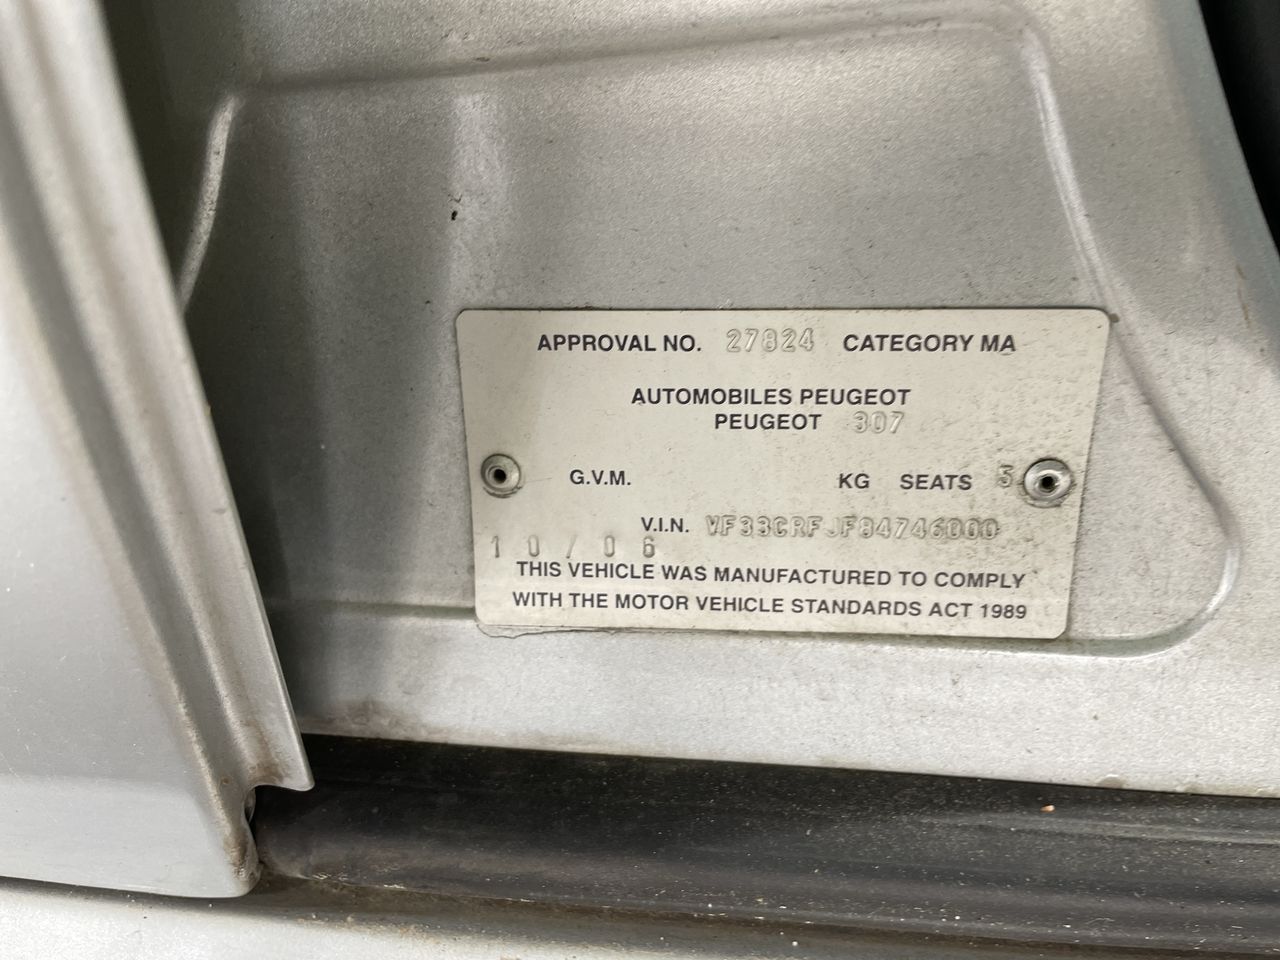 APPROVAL NO. 27824 CATEGORY MA
AUTOMOBILES PEUGEOT
PEUGEOT 307
G.V.M. KG SEATS 5
V.I.N. VF33CRFJF84746000
10/06
THIS VEHICLE WAS MANUFACTURED TO COMPLY
WITH THE MOTOR VEHICLE STANDARDS ACT 1989